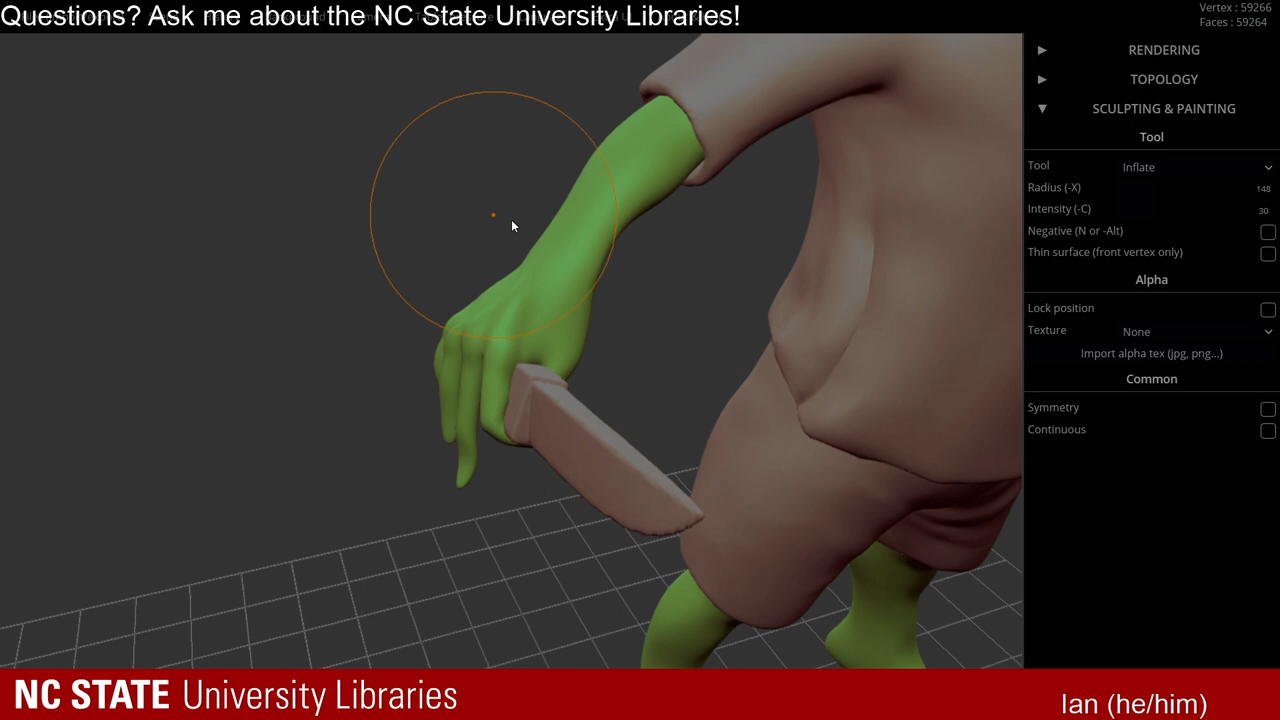 Questions? Ask me about the NC State University Libraries!
Vertex : 59266
Faces : 59264
RENDERING
TOPOLOGY
SCULPTING & PAINTING
Tool
Tool Inflate
Radius (-X) 148
Intensity (-C) 30
Negative (N or -Alt)
Thin surface (front vertex only)
Alpha
Lock position
Texture None
Import alpha tex (jpg, png...)
Common
Symmetry
Continuous
NC STATE University Libraries
Ian (he/him)